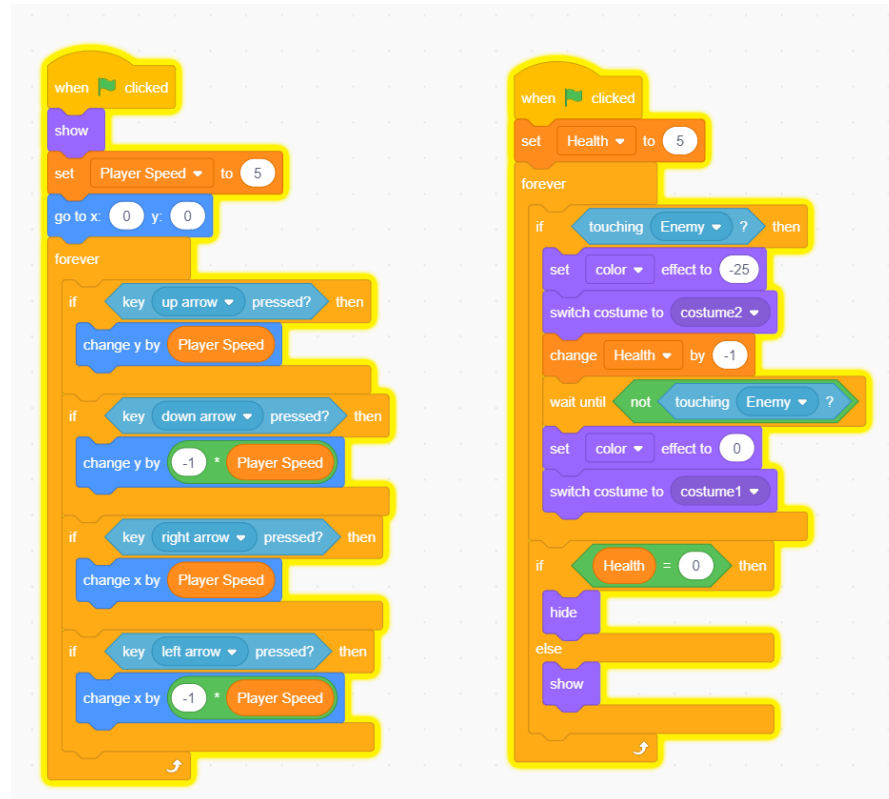 when clicked
show
set Player Speed to 5
go to x: 0 y: 0
forever
if key up arrow pressed? then
change y by Player Speed
if key down arrow pressed? then
change y by -1 * Player Speed
if key right arrow pressed? then
change x by Player Speed
if key left arrow pressed? then
change x by -1 * Player Speed
when clicked
set Health to 5
forever
if touching Enemy ? then
set color effect to -25
switch costume to costume2
change Health by -1
wait until not touching Enemy ?
set color effect to 0
switch costume to costume1
if Health = 0 then
hide
else
show